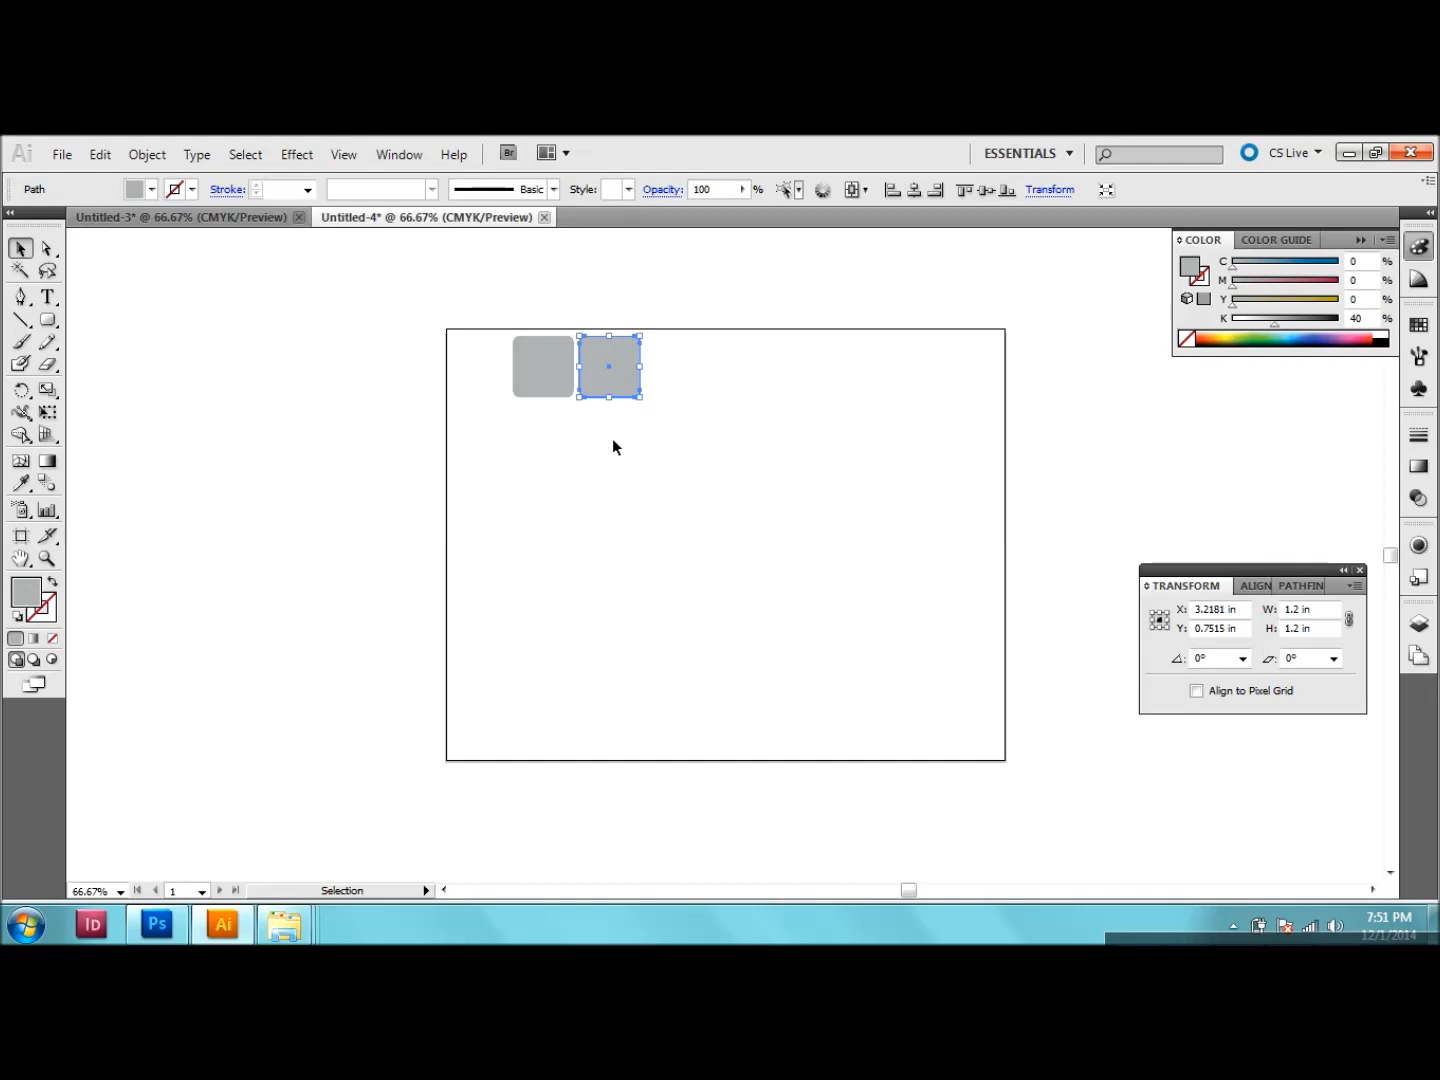 Ai File Edit Object Type Select Effect View Window Help Br ESSENTIALS CS Live
Path Stroke: Basic Style: Opacity: 100 % Transform
Untitled-3* @ 66.67% (CMYK/Preview) Untitled-4* @ 66.67% (CMYK/Preview)
COLOR COLOR GUIDE
C 0 %
M 0 %
Y 0 %
K 40 %
TRANSFORM ALIGN PATHFIN
X: 3.2181 in W: 1.2 in
Y: 0.7515 in H: 1.2 in
0° 0°
Align to Pixel Grid
66.67% 1 Selection
Id Ps Ai 7:51 PM
12/1/2014